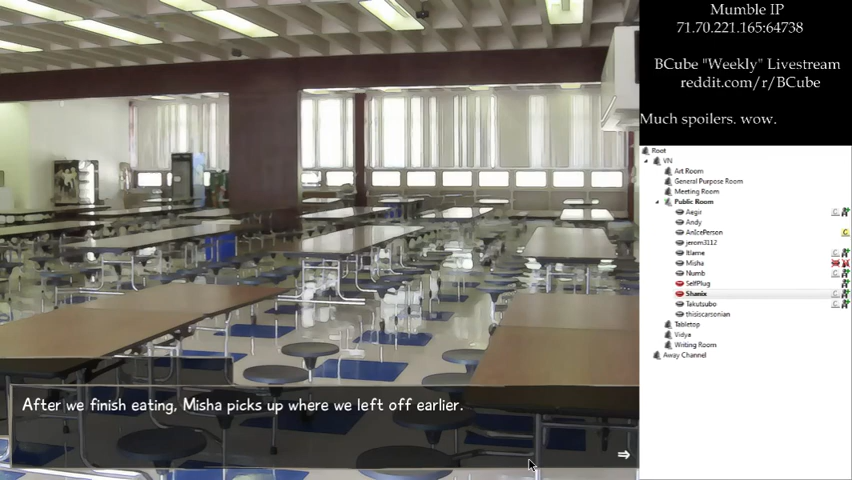 Mumble IP
71.70.221.165:64738
BCube "Weekly" Livestream
reddit.com/r/BCube
Much spoilers. wow.
Root
VN
Art Room
General Purpose Room
Meeting Room
Public Room
Aegir
Andy
AnIcePerson
jerom3112
Itlame
Misha
Numb
SelfPlug
Shanix
Takutsubo
thisiscarsonian
Tabletop
Vidya
Writing Room
Away Channel
After we finish eating, Misha picks up where we left off earlier.